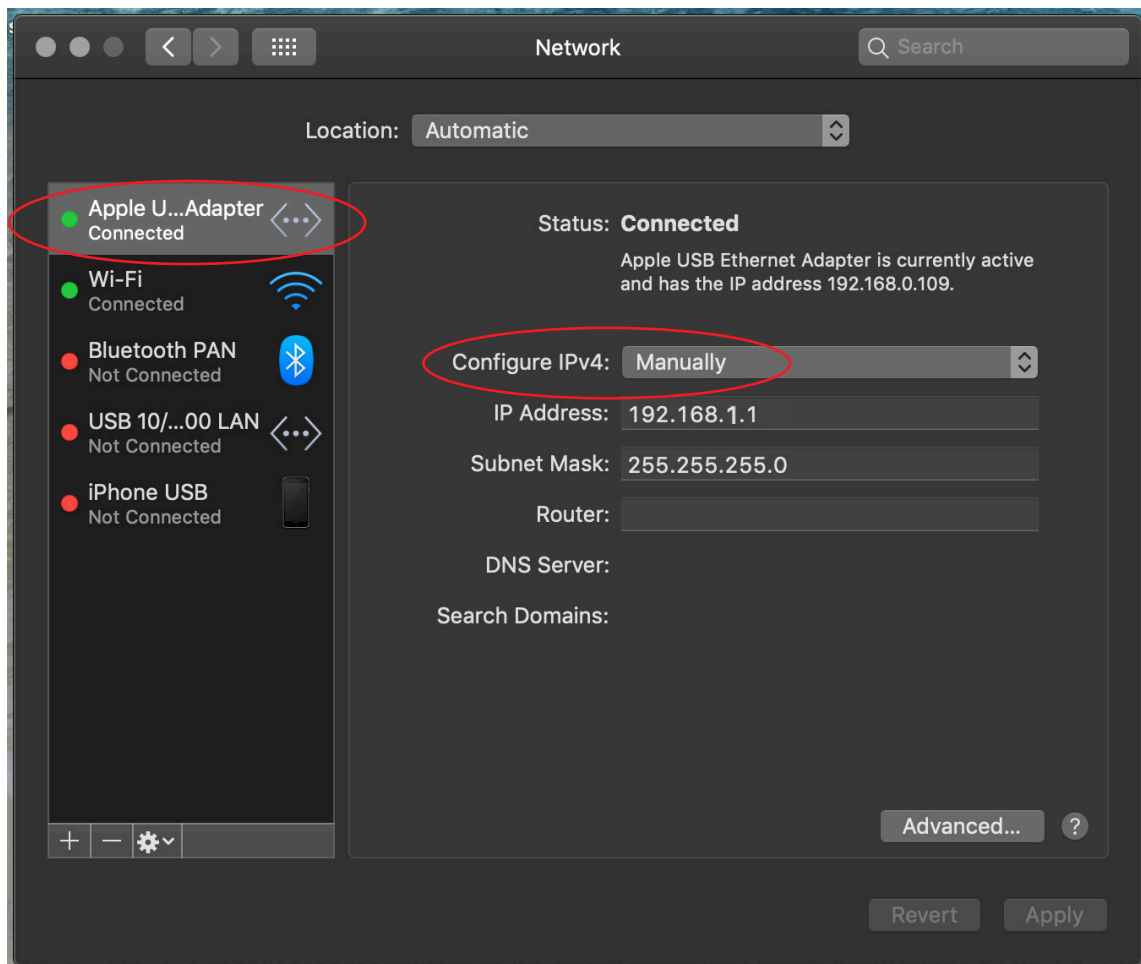 Network
Search
Location: Automatic
Apple U...Adapter
Connected
Wi-Fi
Connected
Bluetooth PAN
Not Connected
USB 10/...00 LAN
Not Connected
iPhone USB
Not Connected
Status: Connected
Apple USB Ethernet Adapter is currently active
and has the IP address 192.168.0.109.
Configure IPv4: Manually
IP Address: 192.168.1.1
Subnet Mask: 255.255.255.0
Router:
DNS Server:
Search Domains:
Advanced... ?
Revert Apply